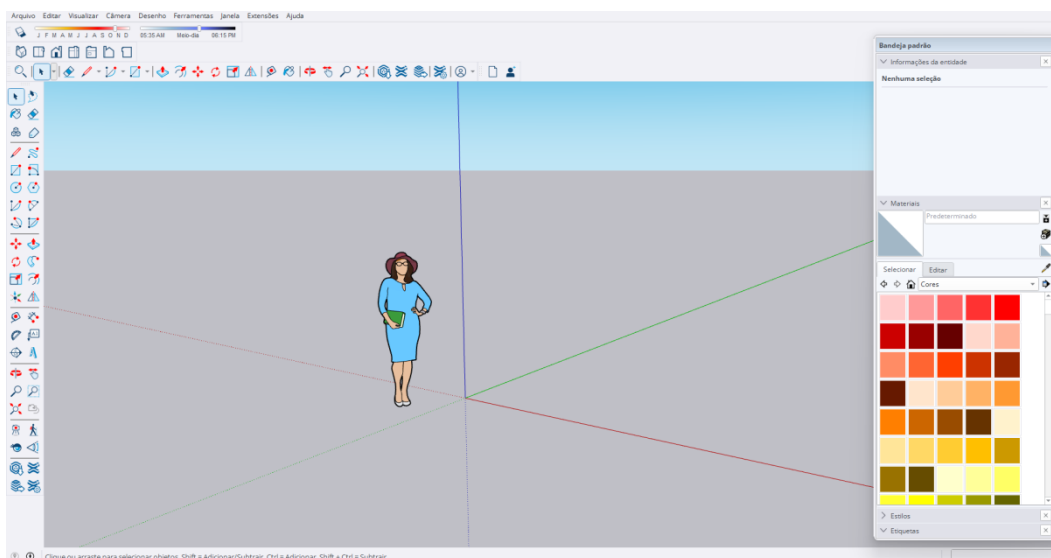 Arquivo Editar Visualizar Câmera Desenho Ferramentas Janela Extensões Ajuda
J F M A M J J A S O N D 05:35 AM Meio-dia 06:15 PM
Bandeja padrão
Informações da entidade
Nenhuma seleção
Materiais
Predeterminado
Selecionar Editar
Cores
Estilos
Etiquetas
Clique ou arraste para selecionar objetos. Shift = Adicionar/Subtrair. Ctrl = Adicionar. Shift + Ctrl = Subtrair.